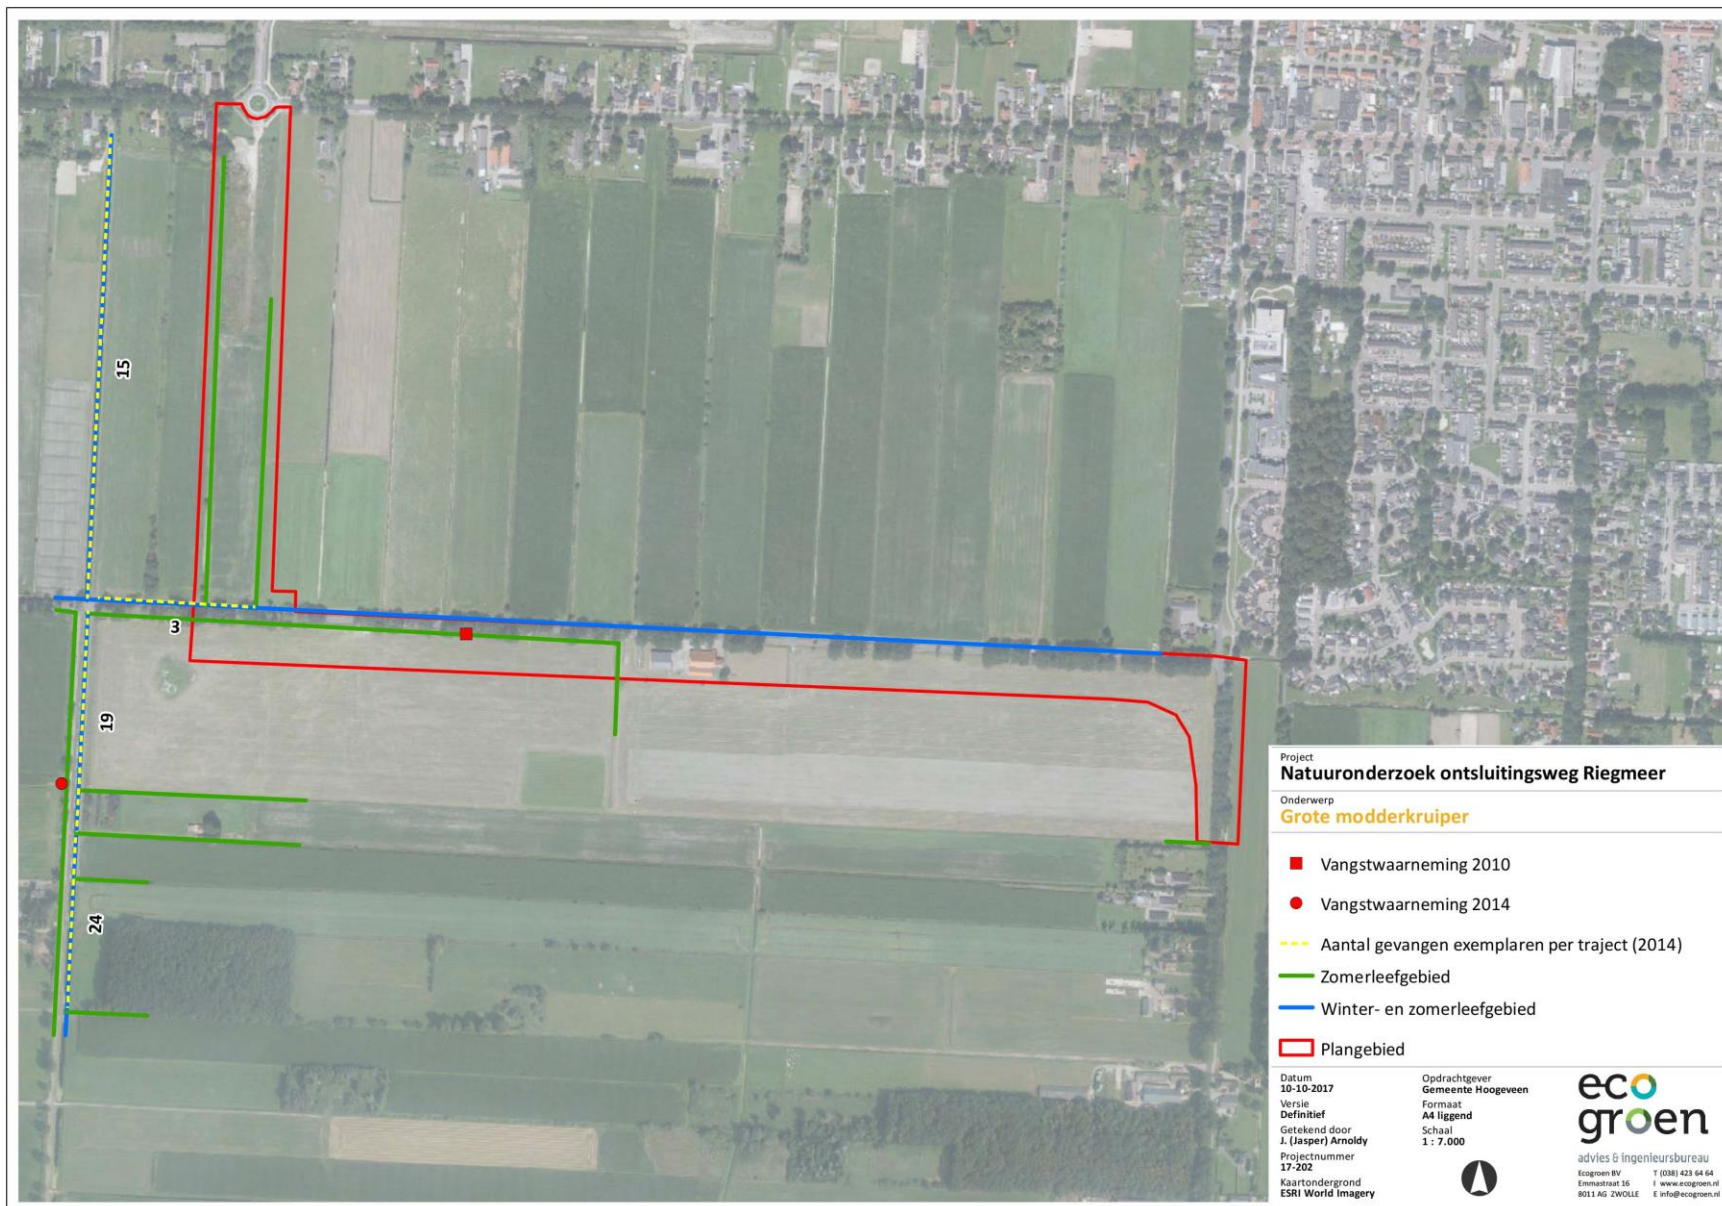 15
3
19
24
Project
Natuuronderzoek ontsluitingsweg Riegmeer
Onderwerp
Grote modderkruiper
Vangstwaarneming 2010
Vangstwaarneming 2014
Aantal gevangen exemplaren per traject (2014)
Zomerleefgebied
Winter- en zomerleefgebied
Plangebied
Datum
10-10-2017
Versie
Definitief
Getekend door
J. (Jasper) Arnoldy
Projectnummer
17-202
Kaartondergrond
ESRI World Imagery
Opdrachtgever
Gemeente Hoogeveen
Formaat
A4 liggend
Schaal
1 : 7.000
eco
groen
advies & ingenieursbureau
Ecogroen BV T (038) 423 64 64
Emmastraat 16 I www.ecogroen.nl
8011 AG ZWOLLE E info@ecogroen.nl